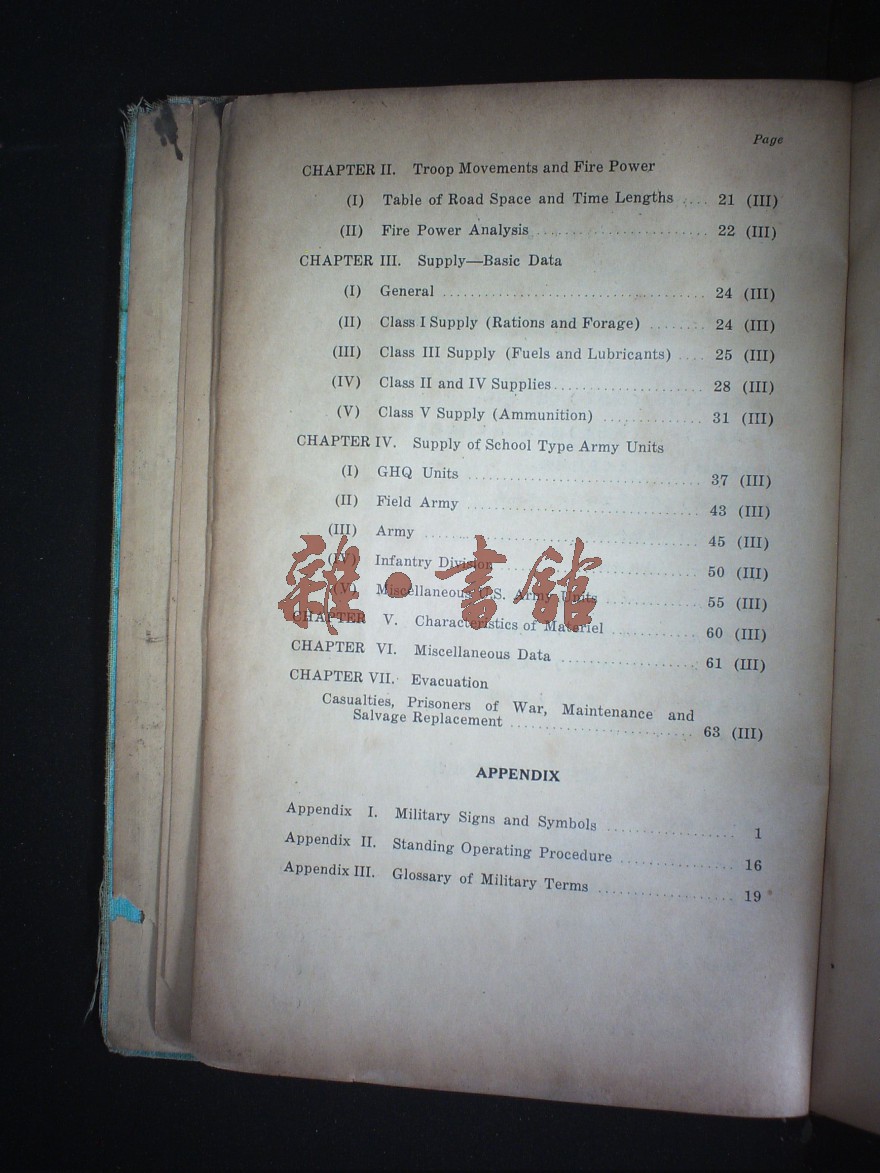 Page
CHAPTER II. Troop Movements and Fire Power
(I) Table of Road Space and Time Lengths .... 21 (III)
(II) Fire Power Analysis ........................ 22 (III)
CHAPTER III. Supply—Basic Data
(I) General ...................................... 24 (III)
(II) Class I Supply (Rations and Forage) ........ 24 (III)
(III) Class III Supply (Fuels and Lubricants) .... 25 (III)
(IV) Class II and IV Supplies...................... 28 (III)
(V) Class V Supply (Ammunition) ............... 31 (III)
CHAPTER IV. Supply of School Type Army Units
(I) GHQ Units .................................. 37 (III)
(II) Field Army .................................. 43 (III)
(III) Army ........................................ 45 (III)
(IV) Infantry Division ............................. 50 (III)
(V) Miscellaneous U.S. Army Units .............. 55 (III)
雜·書館
CHAPTER V. Characteristics of Materiel ............ 60 (III)
CHAPTER VI. Miscellaneous Data .................... 61 (III)
CHAPTER VII. Evacuation
Casualties, Prisoners of War, Maintenance and
Salvage Replacement .......................... 63 (III)
APPENDIX
Appendix I. Military Signs and Symbols ................... 1
Appendix II. Standing Operating Procedure ................. 16
Appendix III. Glossary of Military Terms .................... 19